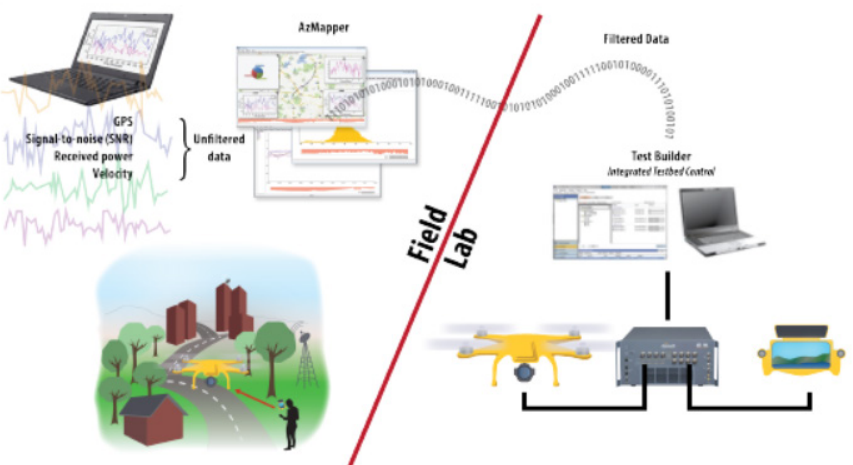 AzMapper
Filtered Data
GPS
Signal-to-noise (SNR)
Received power
Velocity
Unfiltered
data
Test Builder
Integrated Testbed Control
Field
Lab